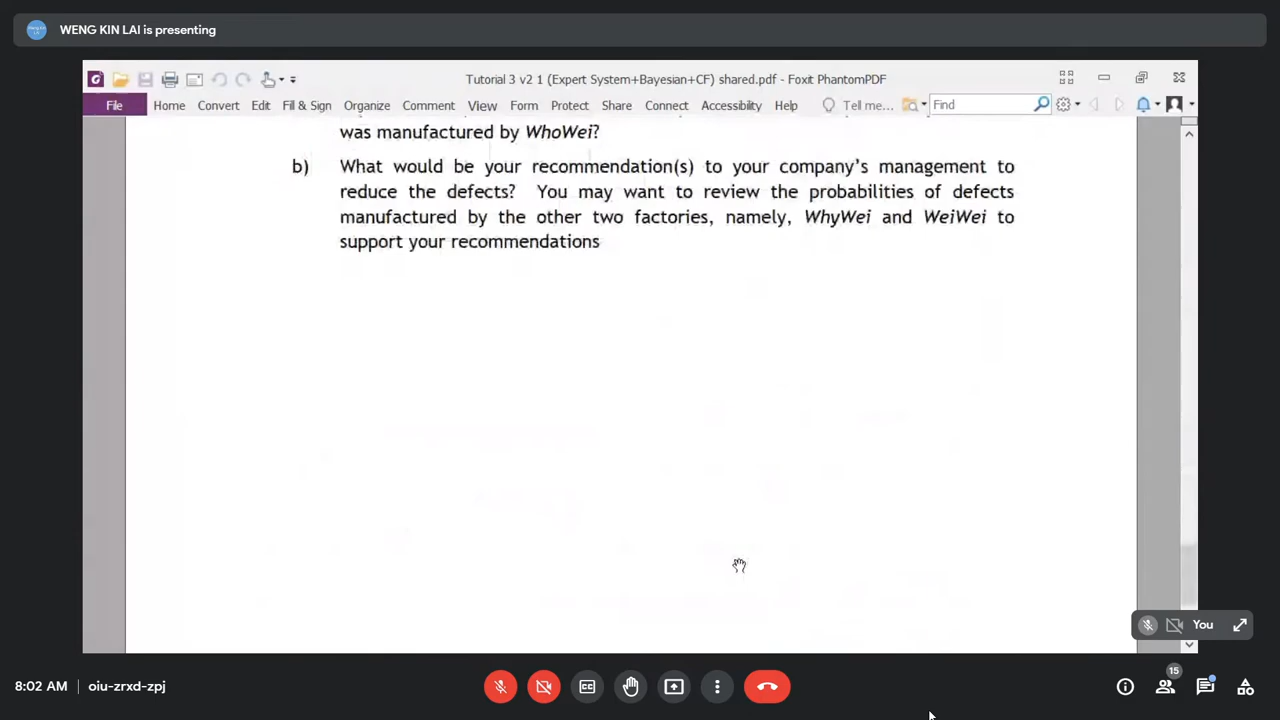 WENG KIN LAI is presenting
Tutorial 3 v2 1 (Expert System+Bayesian+CF) shared.pdf - Foxit PhantomPDF
File Home Convert Edit Fill & Sign Organize Comment View Form Protect Share Connect Accessibility Help Tell me... Find
was manufactured by WhoWei?
b) What would be your recommendation(s) to your company's management to
reduce the defects? You may want to review the probabilities of defects
manufactured by the other two factories, namely, WhyWei and WeiWei to
support your recommendations
You
15
8:02 AM oiu-zrxd-zpj